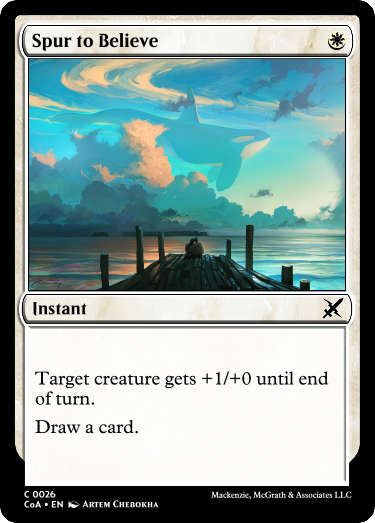 Spur to Believe
Instant
Target creature gets +1/+0 until end
of turn.
Draw a card.
C 0026
CoA • EN Artem Chebokha
Mackenzie, McGrath & Associates LLC